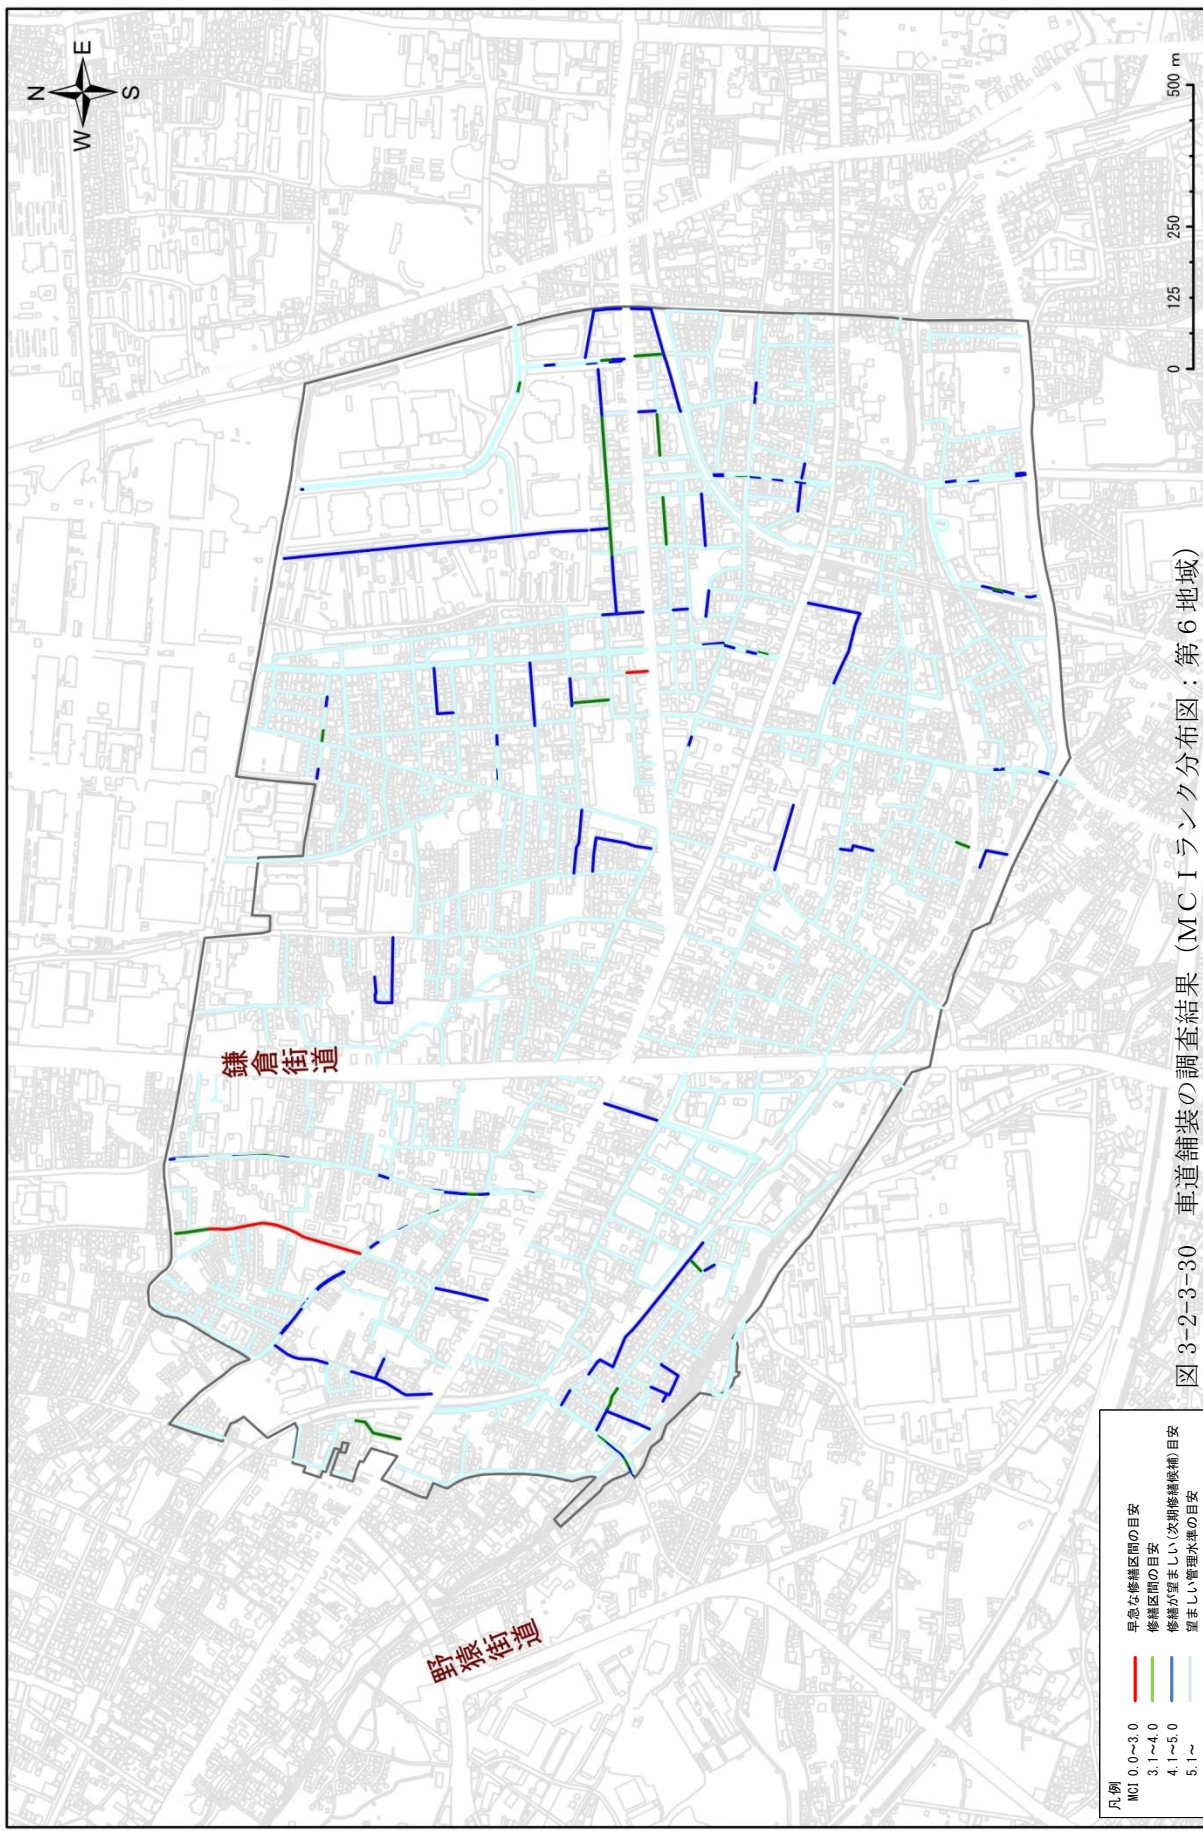 N
W E
S
鎌倉
街道
野猿
街道
0 125 250 500 m
凡例
MCI 0.0~3.0 早急な修繕区間の目安
3.1~4.0 修繕区間の目安
4.1~5.0 修繕が望ましい(次期修繕候補)目安
5.1~ 望ましい管理水準の目安
図 3-2-3-30 車道舗装の調査結果（MCIランク分布図：第6地域）